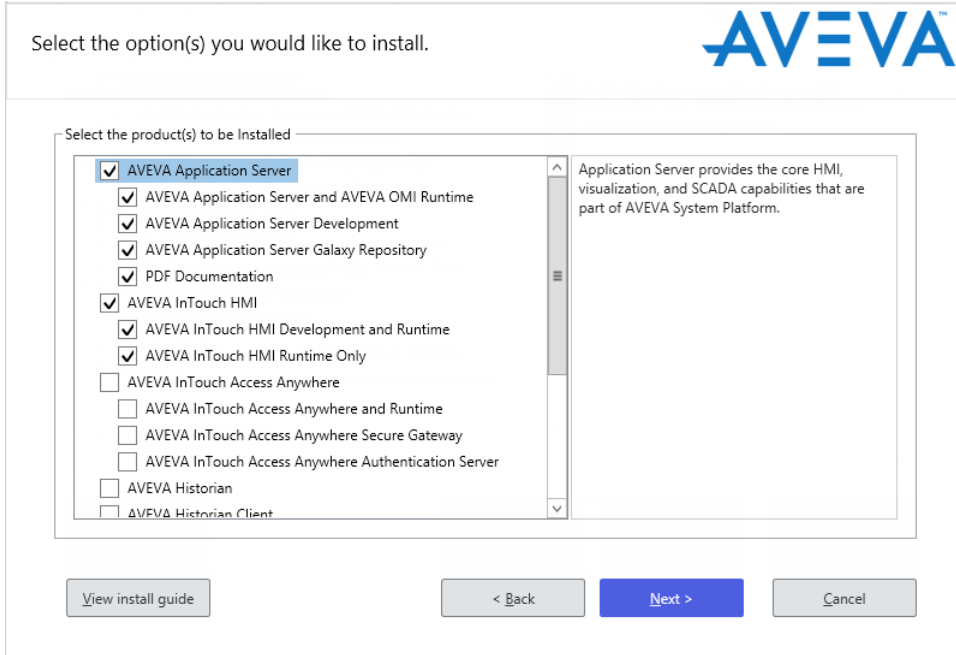 Select the option(s) you would like to install.
AVEVA™
Select the product(s) to be Installed
AVEVA Application Server
AVEVA Application Server and AVEVA OMI Runtime
AVEVA Application Server Development
AVEVA Application Server Galaxy Repository
PDF Documentation
AVEVA InTouch HMI
AVEVA InTouch HMI Development and Runtime
AVEVA InTouch HMI Runtime Only
AVEVA InTouch Access Anywhere
AVEVA InTouch Access Anywhere and Runtime
AVEVA InTouch Access Anywhere Secure Gateway
AVEVA InTouch Access Anywhere Authentication Server
AVEVA Historian
AVEVA Historian Client
Application Server provides the core HMI,
visualization, and SCADA capabilities that are
part of AVEVA System Platform.
View install guide
< Back
Next >
Cancel